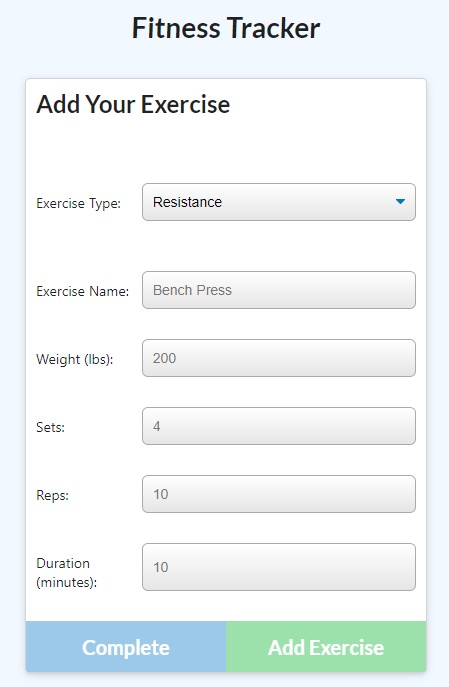 Fitness Tracker
Add Your Exercise
Exercise Type: Resistance
Exercise Name: Bench Press
Weight (lbs): 200
Sets: 4
Reps: 10
Duration
(minutes): 10
Complete Add Exercise